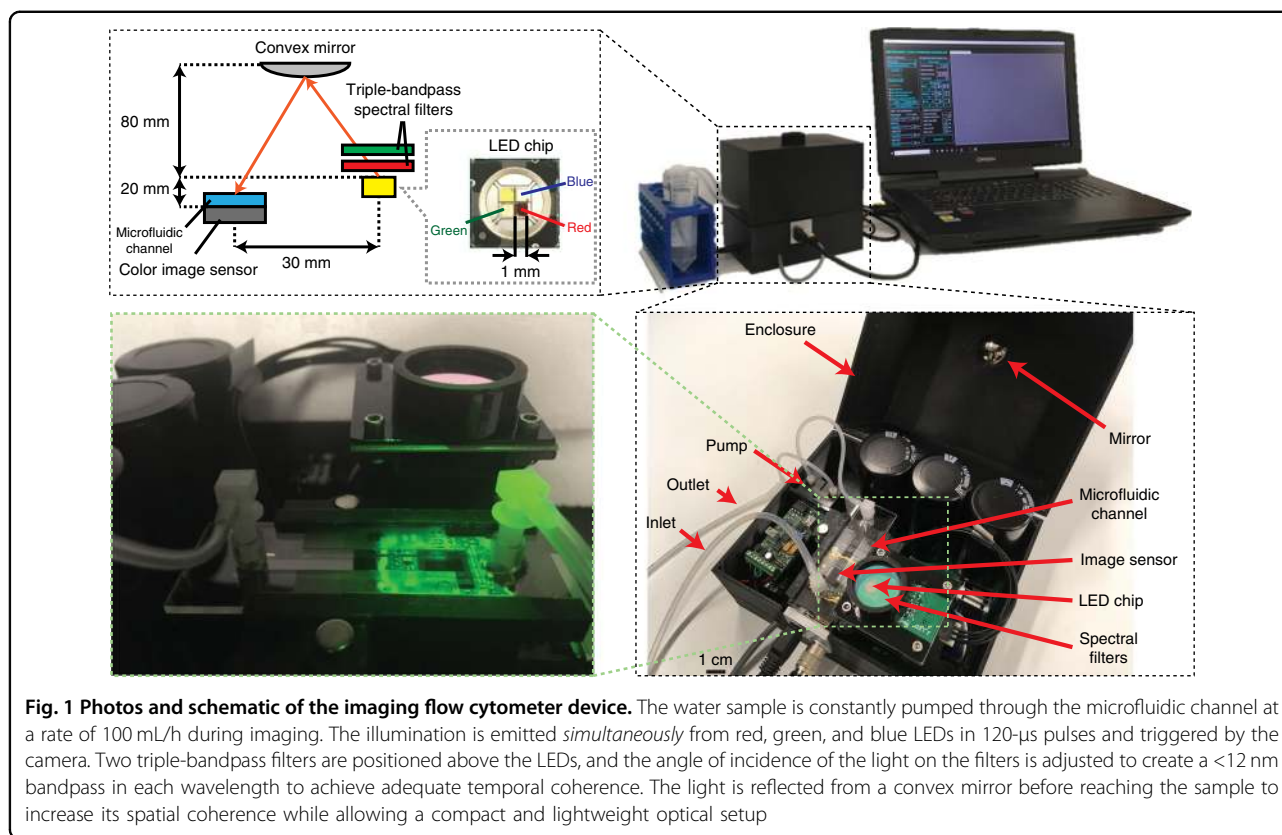 Convex mirror
Triple-bandpass
spectral filters
80 mm
LED chip
20 mm
Blue
Green
Red
Microfluidic
channel
Color image sensor
30 mm
1 mm
Enclosure
Mirror
Pump
Outlet
Inlet
Microfluidic
channel
Image sensor
LED chip
Spectral
filters
1 cm
Fig. 1 Photos and schematic of the imaging flow cytometer device. The water sample is constantly pumped through the microfluidic channel at
a rate of 100 mL/h during imaging. The illumination is emitted simultaneously from red, green, and blue LEDs in 120-µs pulses and triggered by the
camera. Two triple-bandpass filters are positioned above the LEDs, and the angle of incidence of the light on the filters is adjusted to create a <12 nm
bandpass in each wavelength to achieve adequate temporal coherence. The light is reflected from a convex mirror before reaching the sample to
increase its spatial coherence while allowing a compact and lightweight optical setup